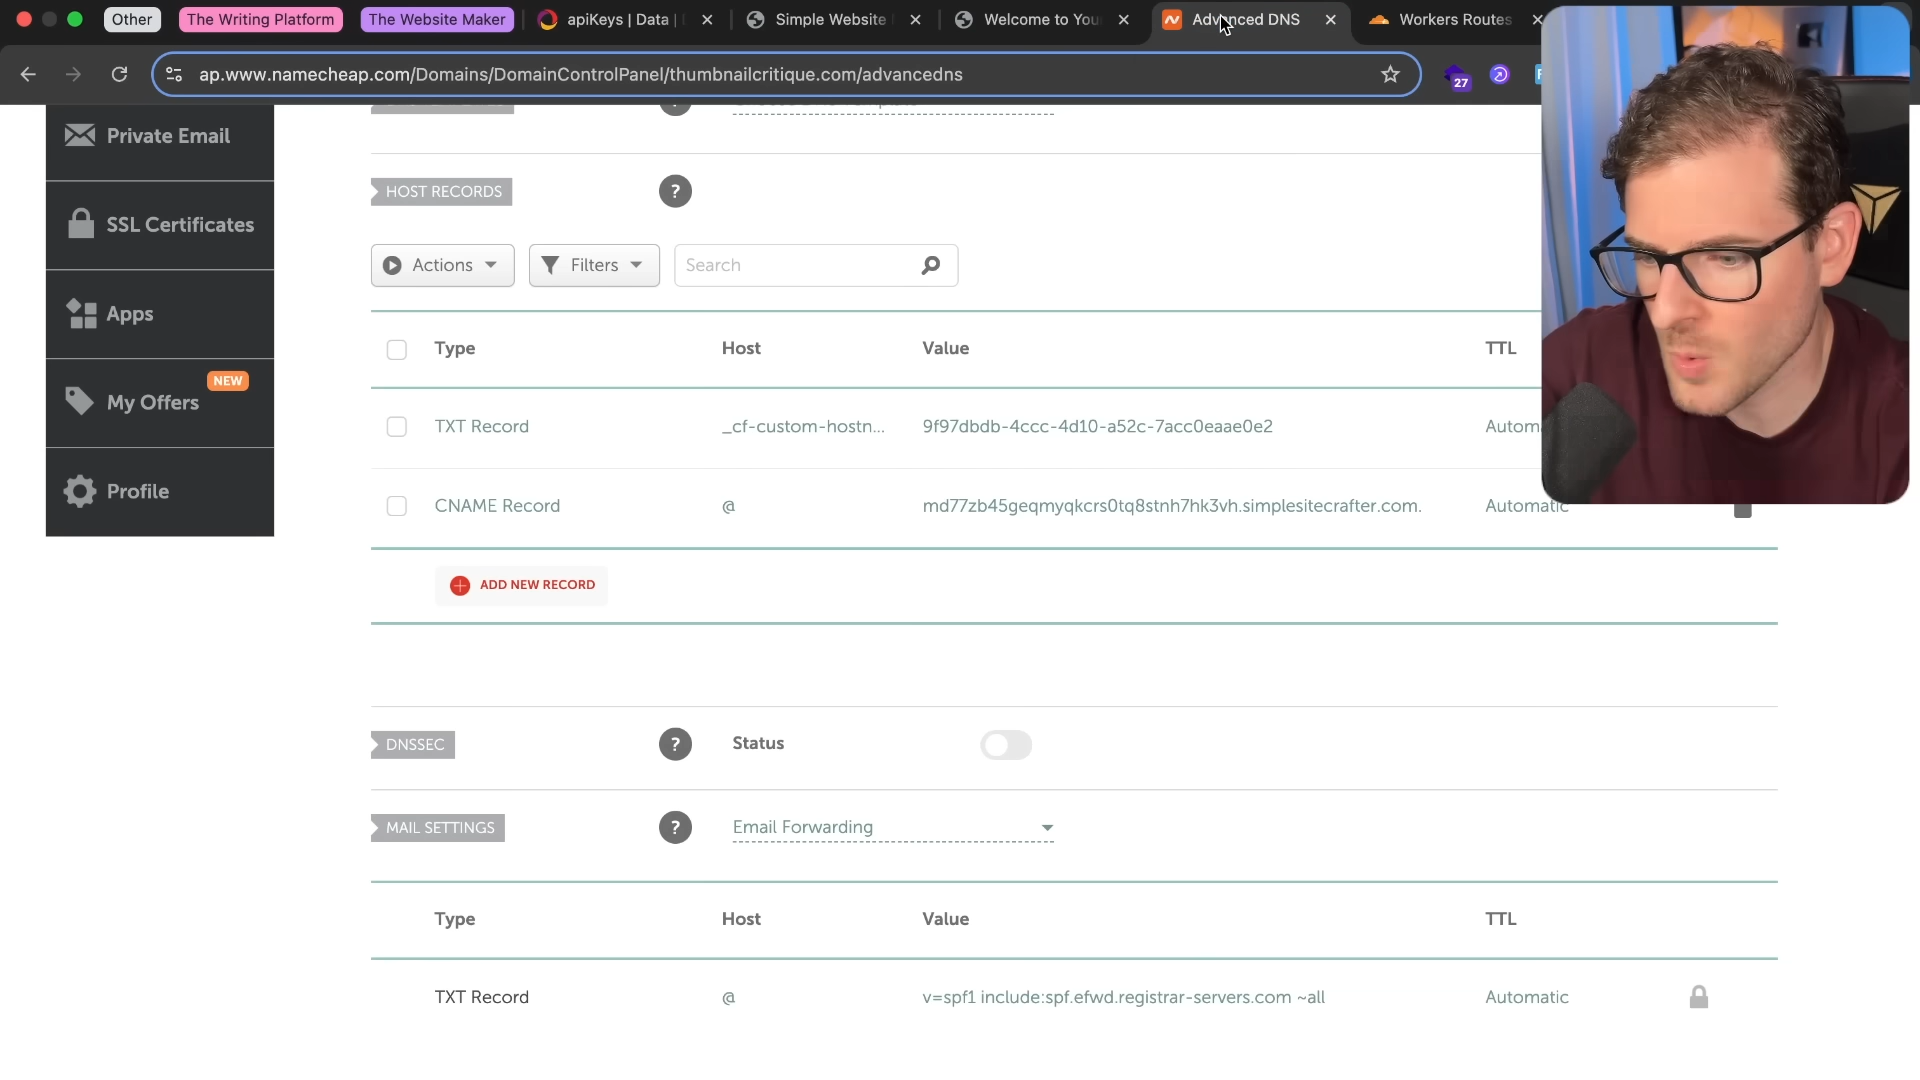 Other
The Writing Platform
The Website Maker
apiKeys | Data |
Simple Website
Welcome to You
Advanced DNS
Workers Routes
ap.www.namecheap.com/Domains/DomainControlPanel/thumbnailcritique.com/advancedns
27
Private Email
SSL Certificates
Apps
My Offers
NEW
Profile
HOST RECORDS
?
Actions
Filters
Search
Type Host Value TTL
TXT Record _cf-custom-hostn... 9f97dbdb-4ccc-4d10-a52c-7acc0eaae0e2 Autom
CNAME Record @ md77zb45geqmyqkcrs0tq8stnh7hk3vh.simplesitecrafter.com. Automatic
ADD NEW RECORD
DNSSEC
?
Status
MAIL SETTINGS
?
Email Forwarding
Type Host Value TTL
TXT Record @ v=spf1 include:spf.efwd.registrar-servers.com ~all Automatic